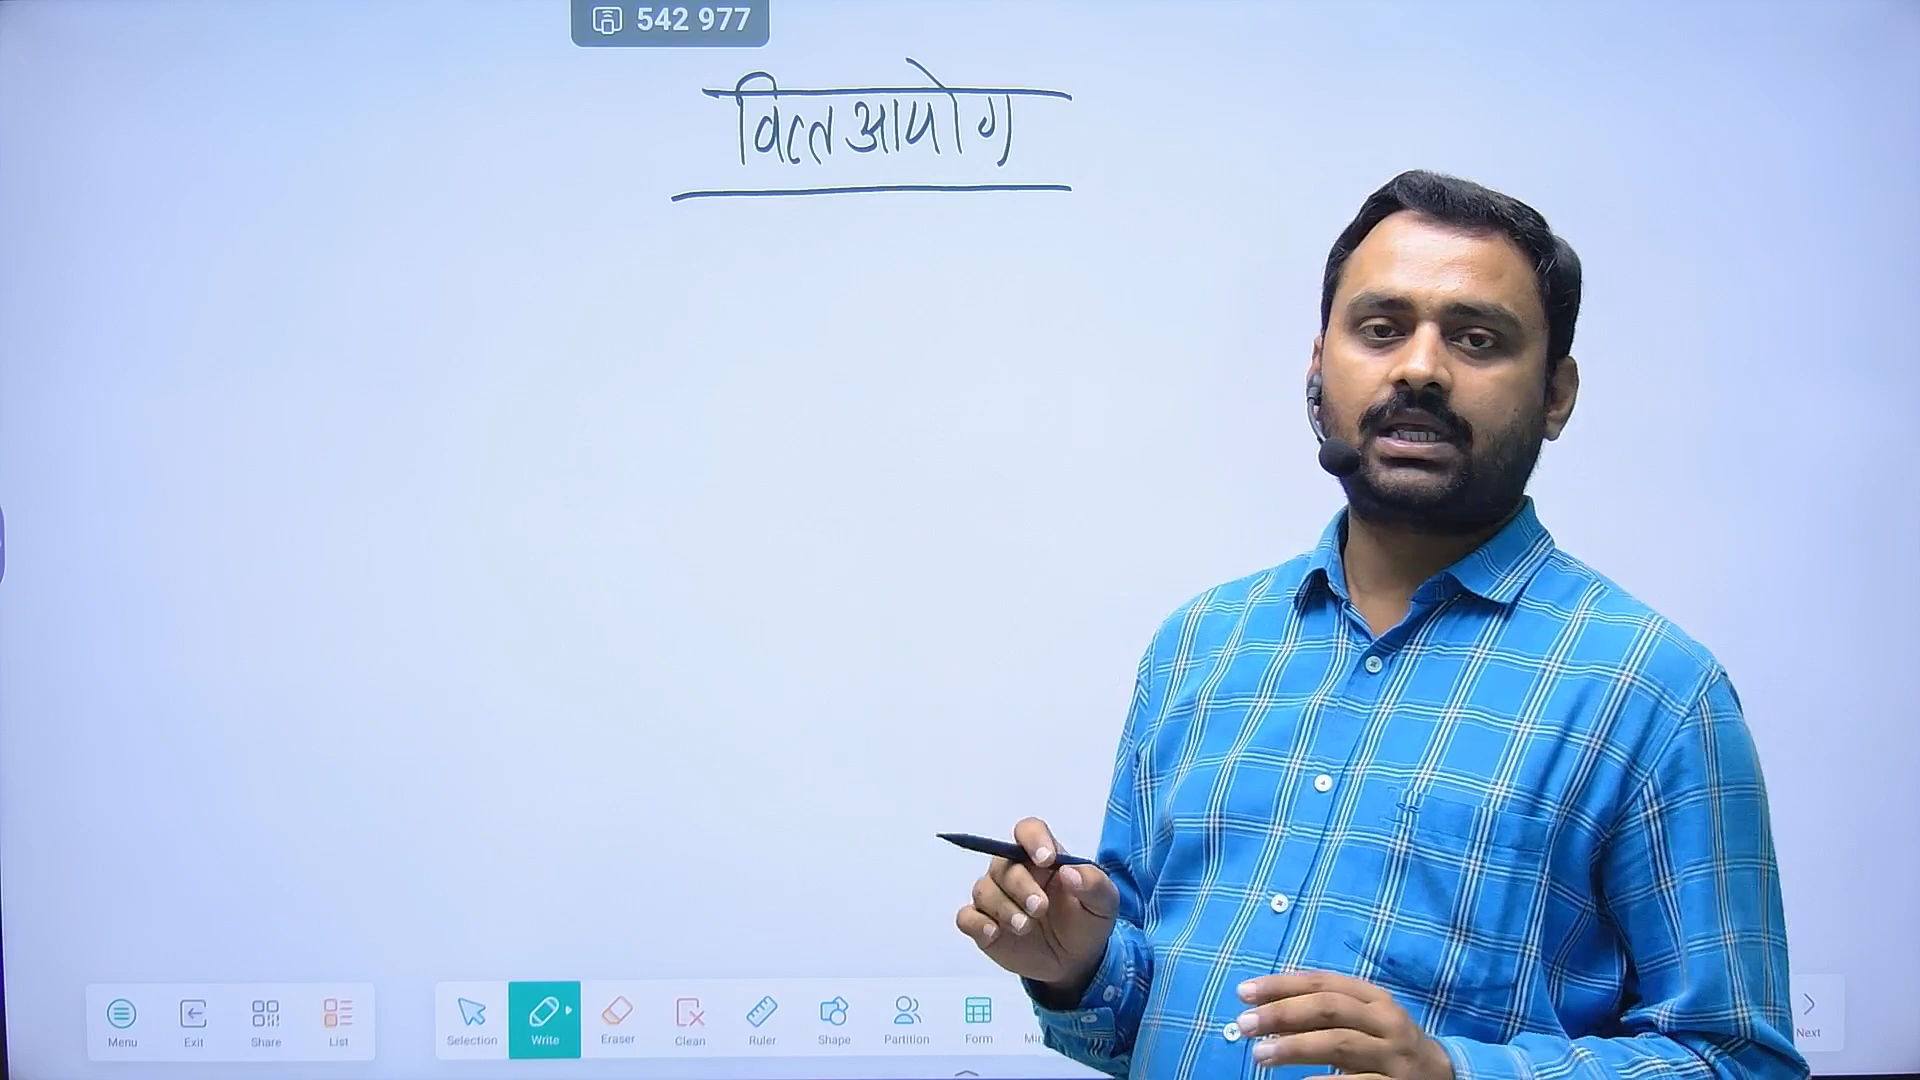 542 977
वित्त आयोग
Menu
Exit
Share
List
Selection
Write
Eraser
Clean
Ruler
Shape
Partition
Form
Next